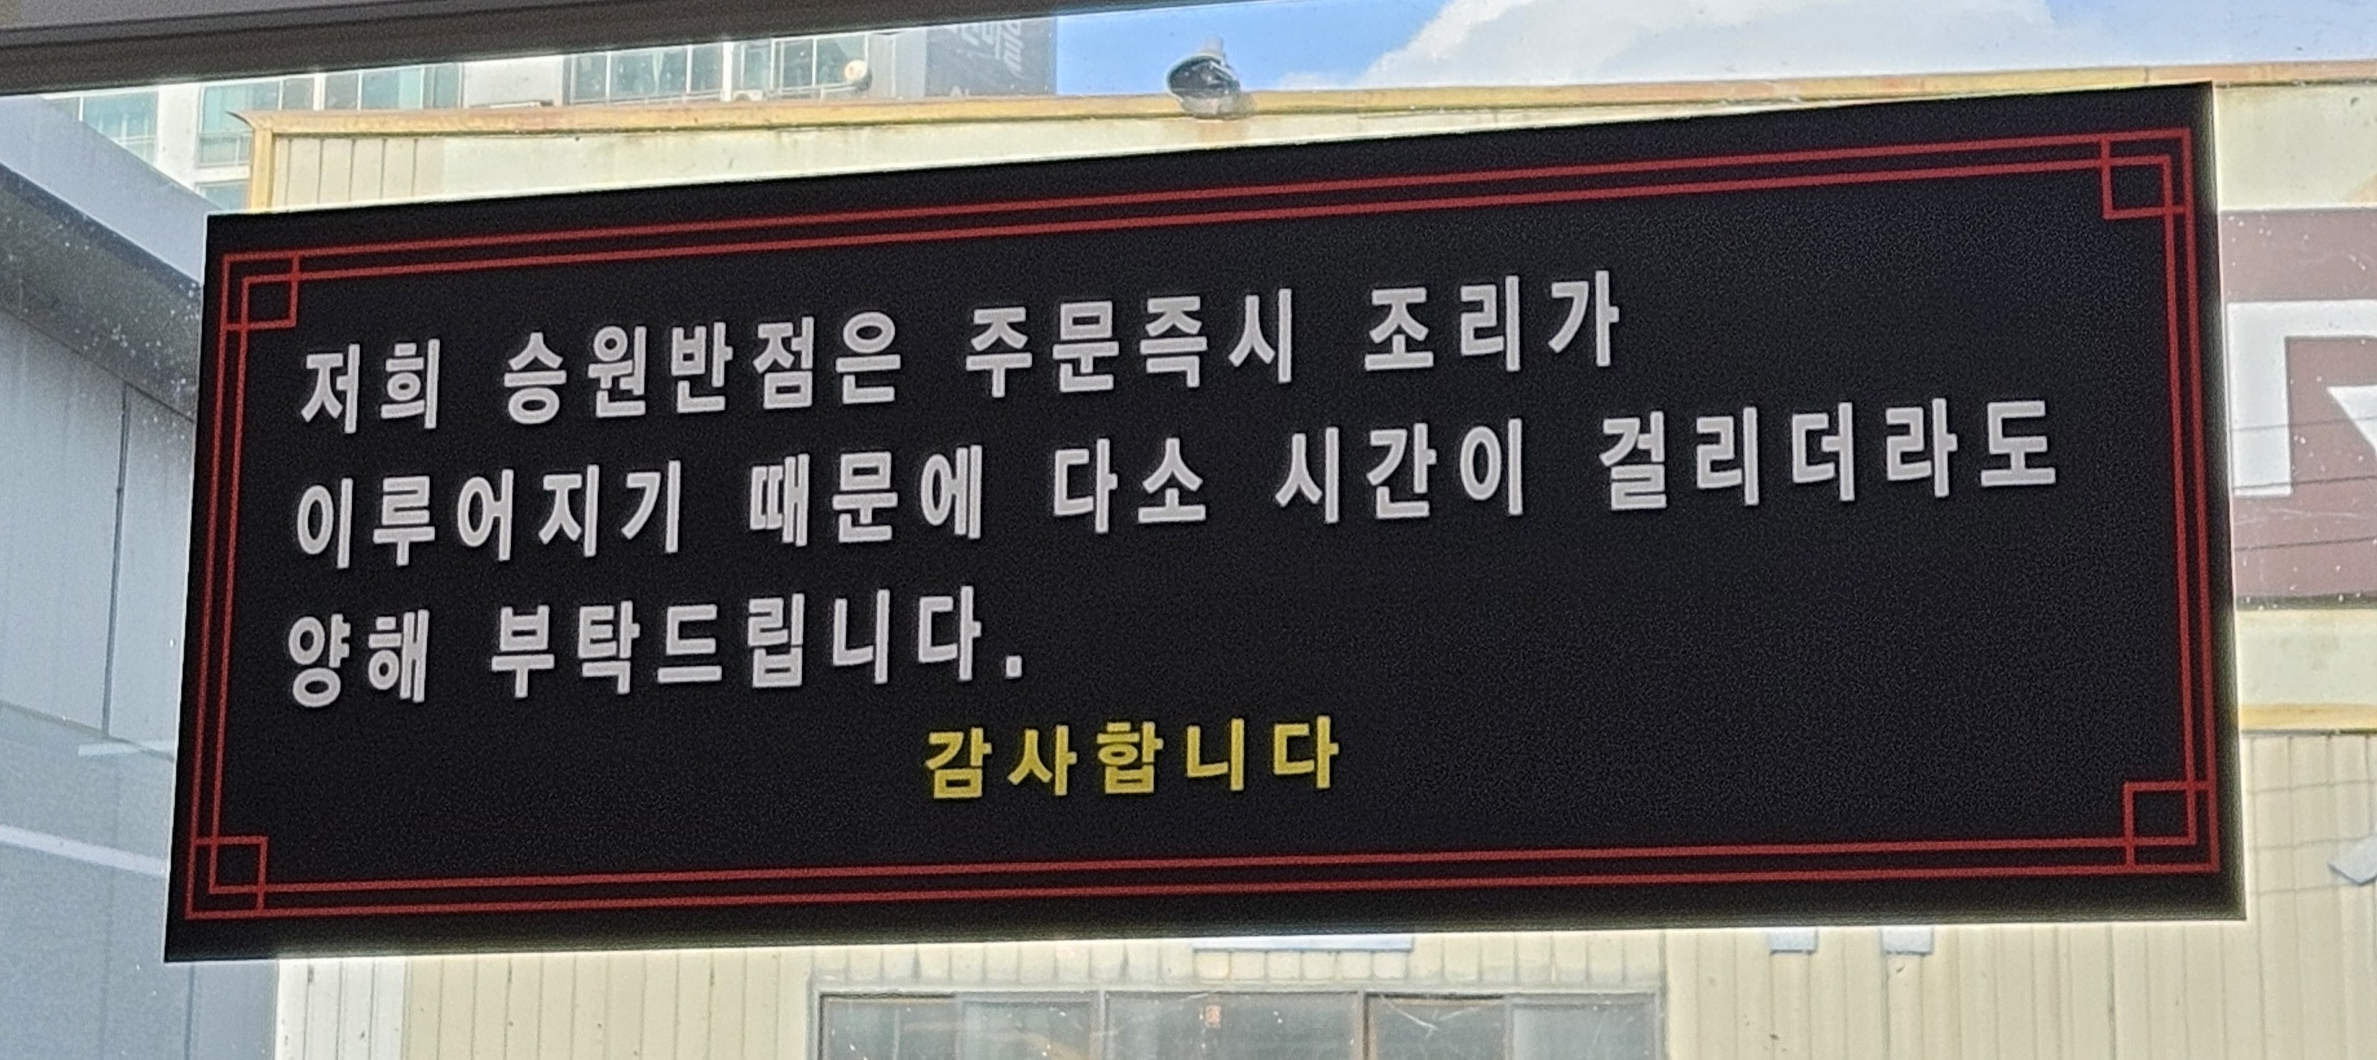 저희 승원반점은 주문즉시 조리가
이루어지기 때문에 다소 시간이 걸리더라도
양해 부탁드립니다.
감사합니다